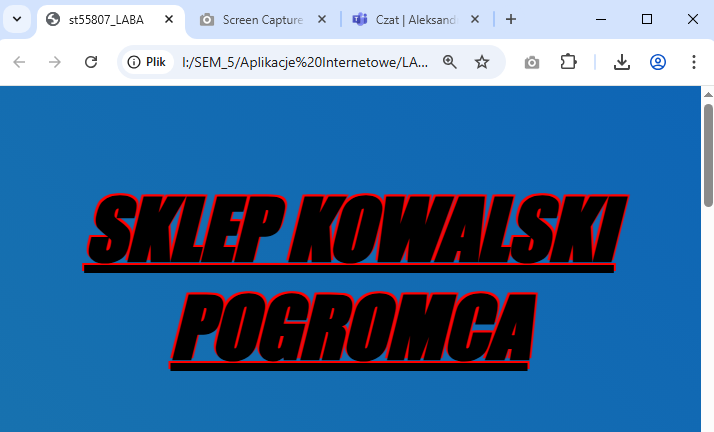 st55807_LABA
Screen Capture
Czat | Aleksand
Plik
I:/SEM_5/Aplikacje%20Internetowe/LA...
SKLEP KOWALSKI
POGROMCA